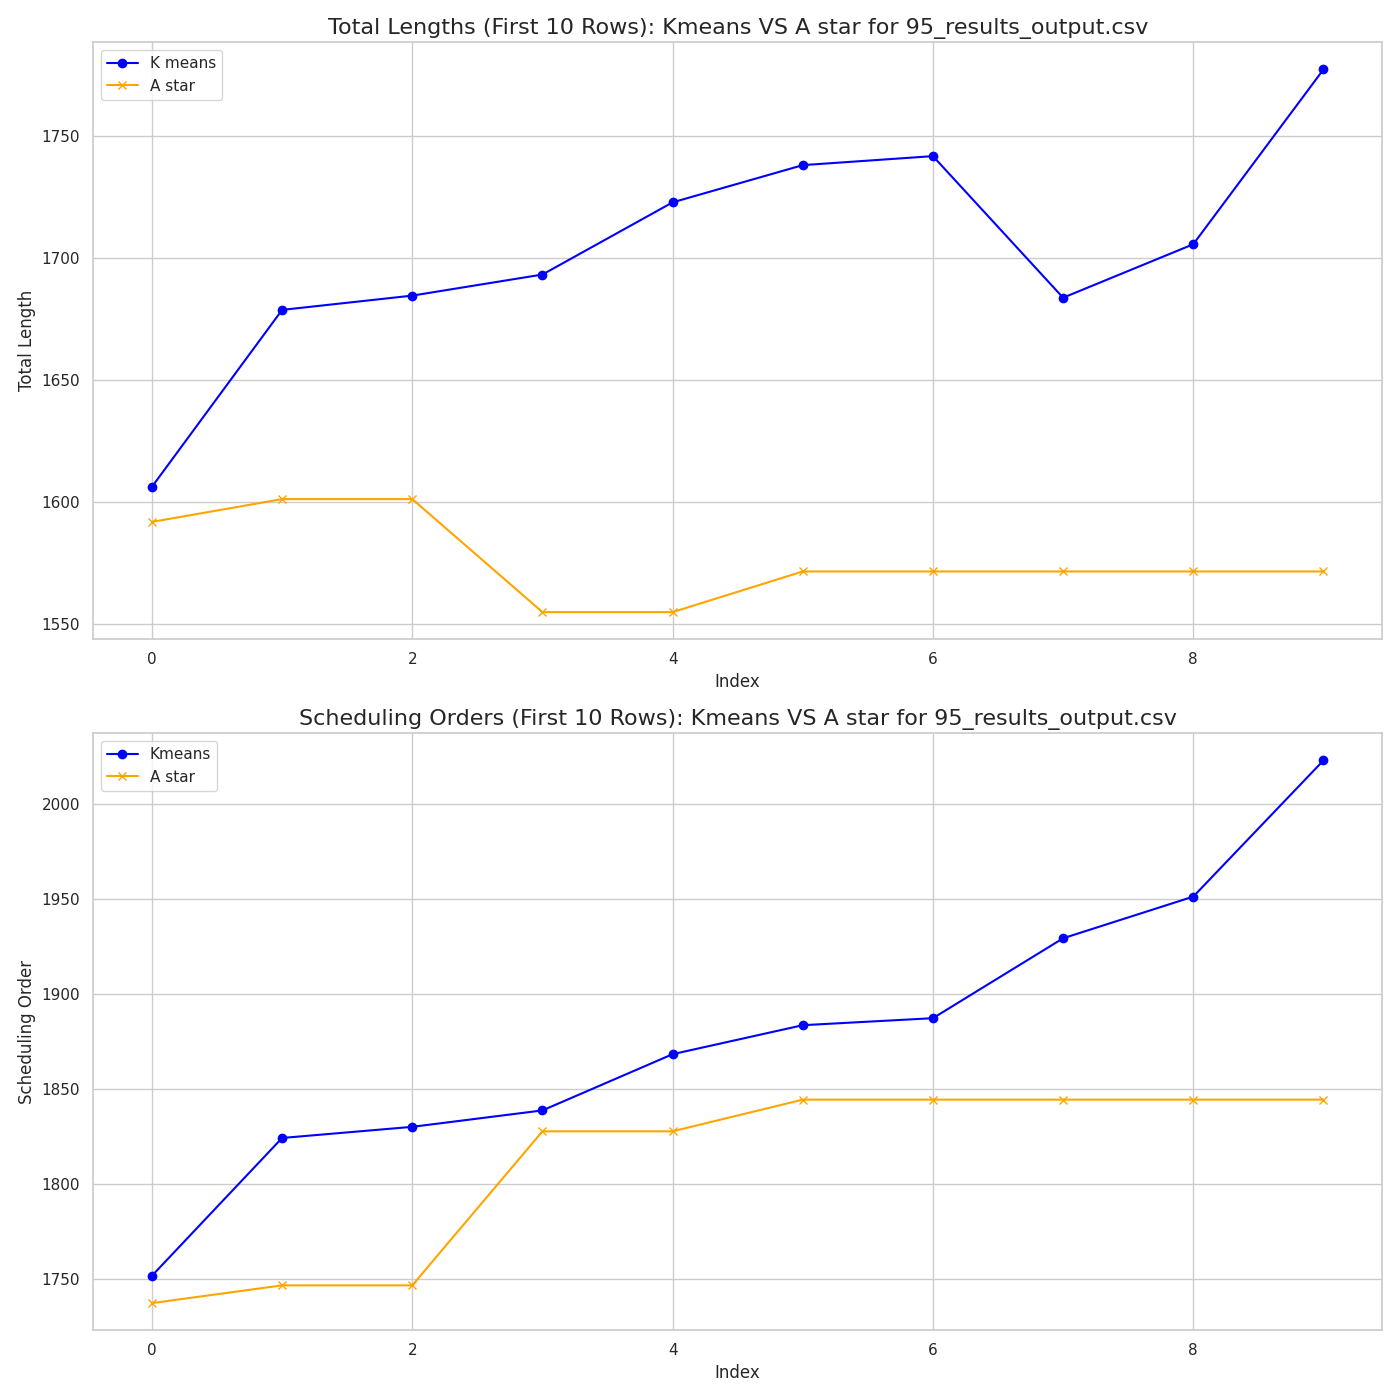 Total Lengths (First 10 Rows): Kmeans VS A star for 95_results_output.csv
K means
A star
Total Length
1750
1700
1650
1600
1550
0 2 4 6 8
Index
Scheduling Orders (First 10 Rows): Kmeans VS A star for 95_results_output.csv
Kmeans
A star
Scheduling Order
2000
1950
1900
1850
1800
1750
0 2 4 6 8
Index